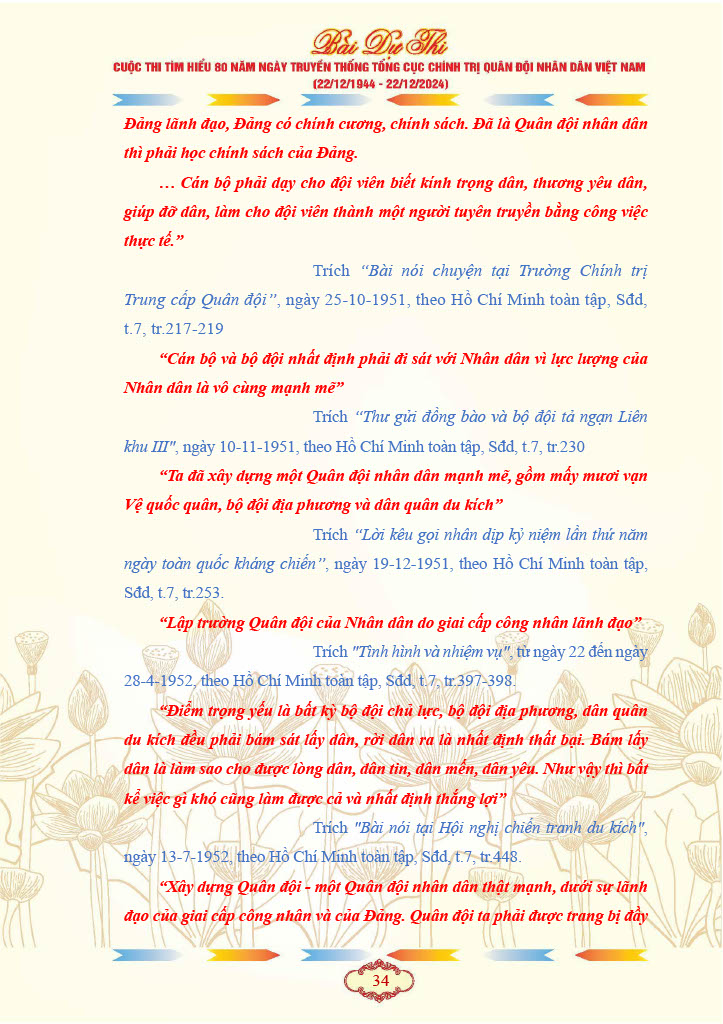 Bài Dự Thi
CUỘC THI TÌM HIỂU 80 NĂM NGÀY TRUYỀN THỐNG TỔNG CỤC CHÍNH TRỊ QUÂN ĐỘI NHÂN DÂN VIỆT NAM
(22/12/1944 - 22/12/2024)
Đảng lãnh đạo, Đảng có chính cương, chính sách. Đã là Quân đội nhân dân
thì phải học chính sách của Đảng.
… Cán bộ phải dạy cho đội viên biết kính trọng dân, thương yêu dân,
giúp đỡ dân, làm cho đội viên thành một người tuyên truyền bằng công việc
thực tế.”
Trích “Bài nói chuyện tại Trường Chính trị
Trung cấp Quân đội”, ngày 25-10-1951, theo Hồ Chí Minh toàn tập, Sđd,
t.7, tr.217-219
“Cán bộ và bộ đội nhất định phải đi sát với Nhân dân vì lực lượng của
Nhân dân là vô cùng mạnh mẽ”
Trích “Thư gửi đồng bào và bộ đội tả ngạn Liên
khu III", ngày 10-11-1951, theo Hồ Chí Minh toàn tập, Sđd, t.7, tr.230
“Ta đã xây dựng một Quân đội nhân dân mạnh mẽ, gồm mấy mươi vạn
Vệ quốc quân, bộ đội địa phương và dân quân du kích”
Trích “Lời kêu gọi nhân dịp kỷ niệm lần thứ năm
ngày toàn quốc kháng chiến”, ngày 19-12-1951, theo Hồ Chí Minh toàn tập,
Sđd, t.7, tr.253.
“Lập trường Quân đội của Nhân dân do giai cấp công nhân lãnh đạo”
Trích "Tình hình và nhiệm vụ", từ ngày 22 đến ngày
28-4-1952, theo Hồ Chí Minh toàn tập, Sđd, t.7, tr.397-398.
“Điểm trọng yếu là bất kỳ bộ đội chủ lực, bộ đội địa phương, dân quân
du kích đều phải bám sát lấy dân, rời dân ra là nhất định thất bại. Bám lấy
dân là làm sao cho được lòng dân, dân tin, dân mến, dân yêu. Như vậy thì bất
kể việc gì khó cũng làm được cả và nhất định thắng lợi”
Trích "Bài nói tại Hội nghị chiến tranh du kích",
ngày 13-7-1952, theo Hồ Chí Minh toàn tập, Sđd, t.7, tr.448.
“Xây dựng Quân đội - một Quân đội nhân dân thật mạnh, dưới sự lãnh
đạo của giai cấp công nhân và của Đảng. Quân đội ta phải được trang bị đầy
34